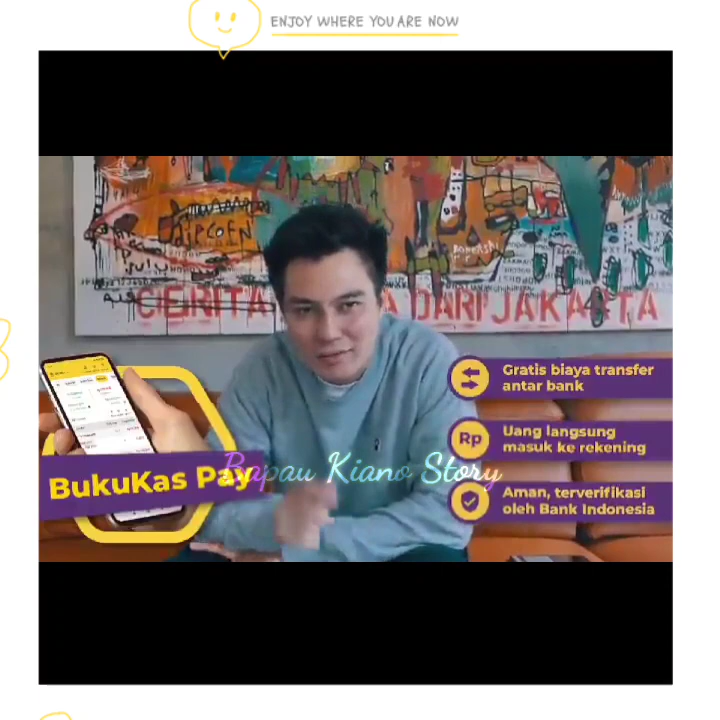 ENJOY WHERE YOU ARE NOW
CERITA DARI JAKARTA
Gratis biaya transfer
antar bank
Rp
Uang langsung
masuk ke rekening
BukuKas Pay
Bapau Kiano Story
Aman, terverifikasi
oleh Bank Indonesia